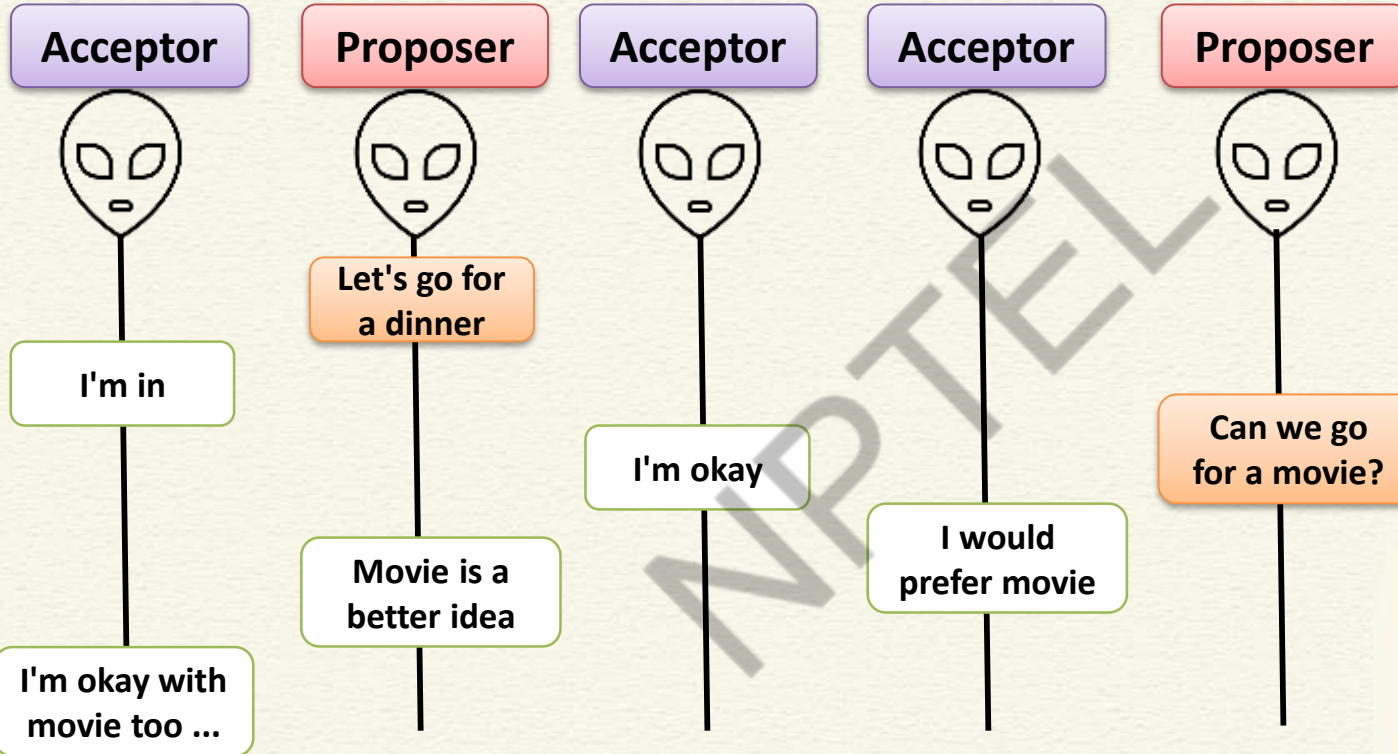 Acceptor
Proposer
Acceptor
Acceptor
Proposer
Let's go for
a dinner
I'm in
Can we go
for a movie?
I'm okay
I would
prefer movie
Movie is a
better idea
I'm okay with
movie too ...
NPTEL